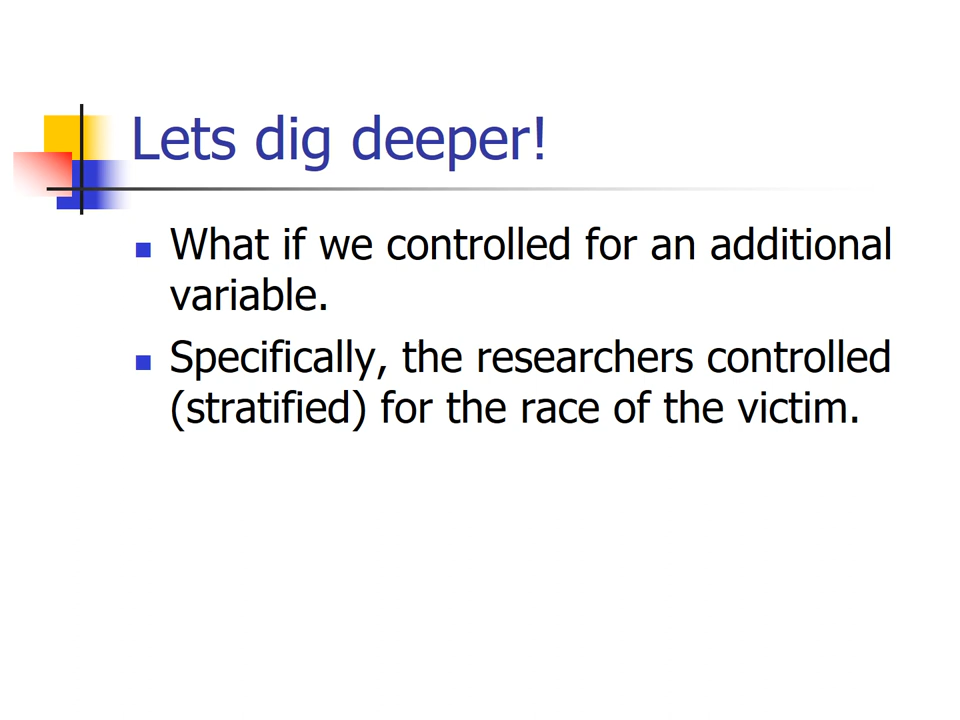 Lets dig deeper!
What if we controlled for an additional
variable.
Specifically, the researchers controlled
(stratified) for the race of the victim.